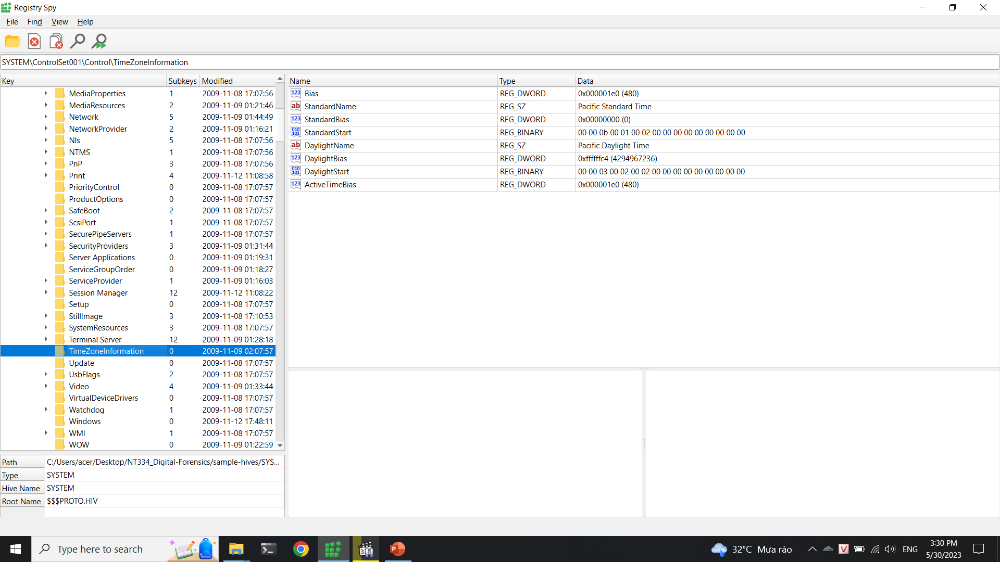 Registry Spy
File Find View Help
SYSTEM\ControlSet001\Control\TimeZoneInformation
Key Subkeys Modified
MediaProperties 1 2009-11-08 17:07:56
MediaResources 2 2009-11-09 01:21:46
Network 5 2009-11-09 01:44:49
NetworkProvider 2 2009-11-09 01:16:21
Nls 5 2009-11-08 17:07:56
NTMS 1 2009-11-08 17:07:56
PnP 3 2009-11-08 17:07:56
Print 4 2009-11-12 11:08:58
PriorityControl 0 2009-11-08 17:07:57
ProductOptions 0 2009-11-08 17:07:57
SafeBoot 2 2009-11-08 17:07:57
ScsiPort 1 2009-11-08 17:07:57
SecurePipeServers 1 2009-11-08 17:07:57
SecurityProviders 3 2009-11-09 01:31:44
Server Applications 0 2009-11-09 01:19:31
ServiceGroupOrder 0 2009-11-09 01:18:27
ServiceProvider 1 2009-11-09 01:16:03
Session Manager 12 2009-11-12 11:08:22
Setup 0 2009-11-08 17:07:57
StillImage 3 2009-11-08 17:10:53
SystemResources 3 2009-11-08 17:07:57
Terminal Server 12 2009-11-09 01:28:18
TimeZoneInformation 0 2009-11-09 02:07:57
Update 0 2009-11-08 17:07:57
UsbFlags 2 2009-11-08 17:07:57
Video 4 2009-11-09 01:33:44
VirtualDeviceDrivers 0 2009-11-08 17:07:57
Watchdog 1 2009-11-08 17:07:57
Windows 0 2009-11-12 17:48:11
WMI 1 2009-11-08 17:07:57
WOW 0 2009-11-09 01:22:59
Path C:/Users/acer/Desktop/NT334_Digital-Forensics/sample-hives/SYS...
Type SYSTEM
Hive Name SYSTEM
Root Name $$$PROTO.HIV
Name Type Data
123 Bias REG_DWORD 0x000001e0 (480)
ab StandardName REG_SZ Pacific Standard Time
123 StandardBias REG_DWORD 0x00000000 (0)
010 101 StandardStart REG_BINARY 00 00 0b 00 01 00 02 00 00 00 00 00 00 00 00 00
ab DaylightName REG_SZ Pacific Daylight Time
123 DaylightBias REG_DWORD 0xffffffc4 (4294967236)
010 101 DaylightStart REG_BINARY 00 00 03 00 02 00 02 00 00 00 00 00 00 00 00 00
123 ActiveTimeBias REG_DWORD 0x000001e0 (480)
Type here to search
32°C Mưa rào
V
ENG
3:30 PM
5/30/2023